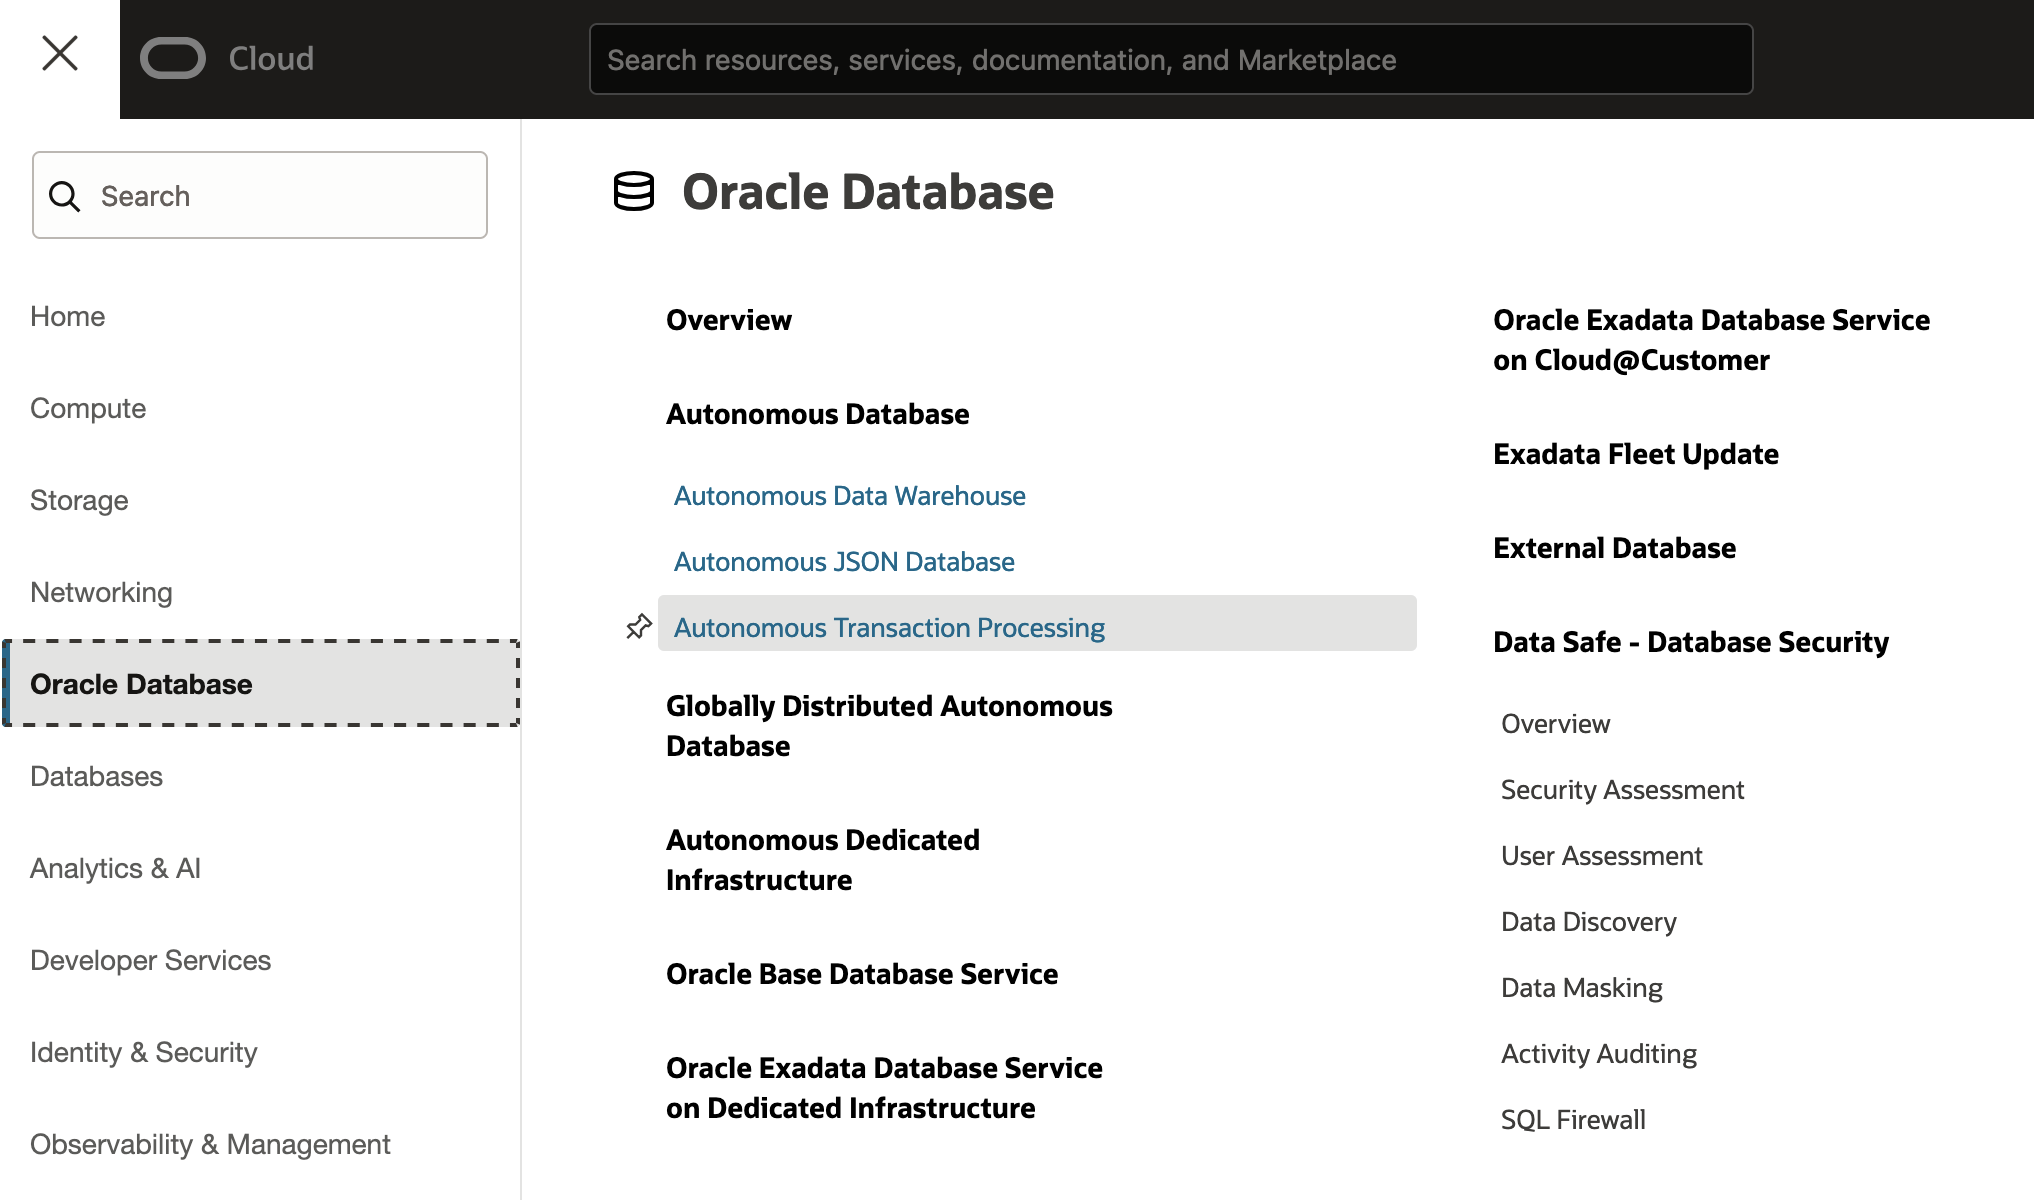 Cloud
Search resources, services, documentation, and Marketplace
Search
Home
Compute
Storage
Networking
Oracle Database
Databases
Analytics & AI
Developer Services
Identity & Security
Observability & Management
Oracle Database
Overview
Autonomous Database
Autonomous Data Warehouse
Autonomous JSON Database
Autonomous Transaction Processing
Globally Distributed Autonomous
Database
Autonomous Dedicated
Infrastructure
Oracle Base Database Service
Oracle Exadata Database Service
on Dedicated Infrastructure
Oracle Exadata Database Service
on Cloud@Customer
Exadata Fleet Update
External Database
Data Safe - Database Security
Overview
Security Assessment
User Assessment
Data Discovery
Data Masking
Activity Auditing
SQL Firewall